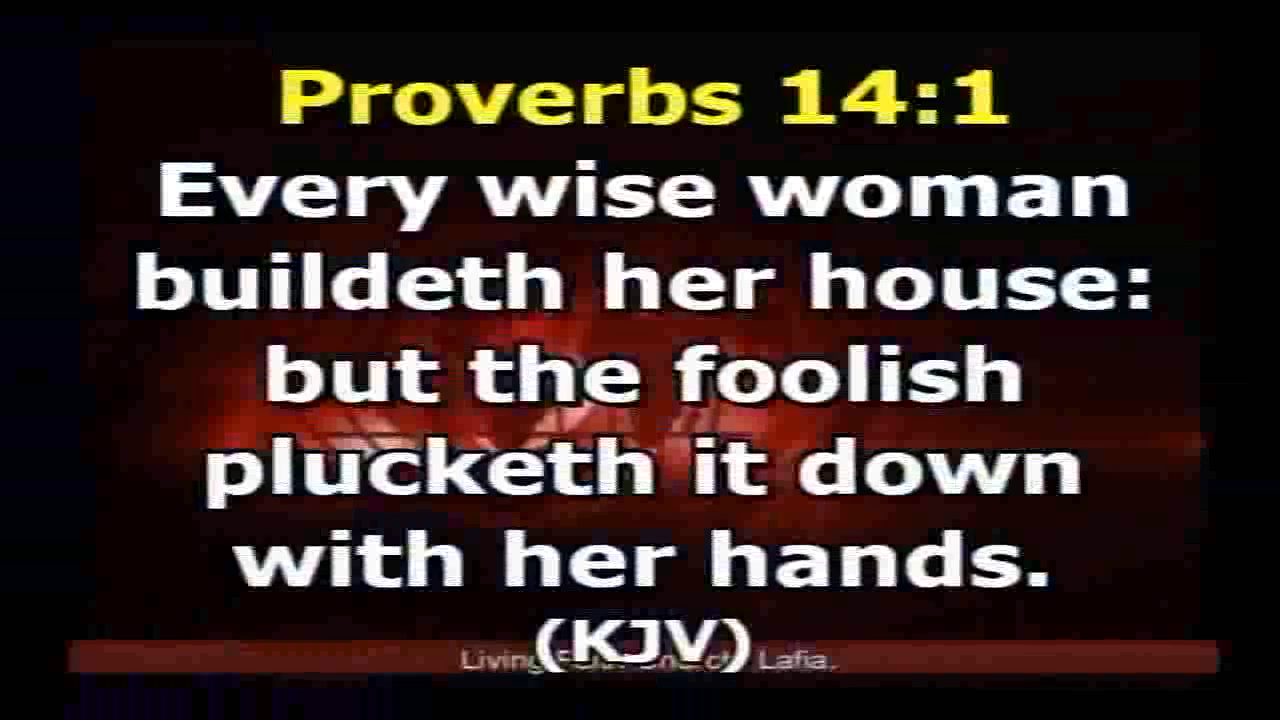 Proverbs 14:1
Every wise woman
buildeth her house:
but the foolish
plucketh it down
with her hands.
(KJV)
Living Lafia.